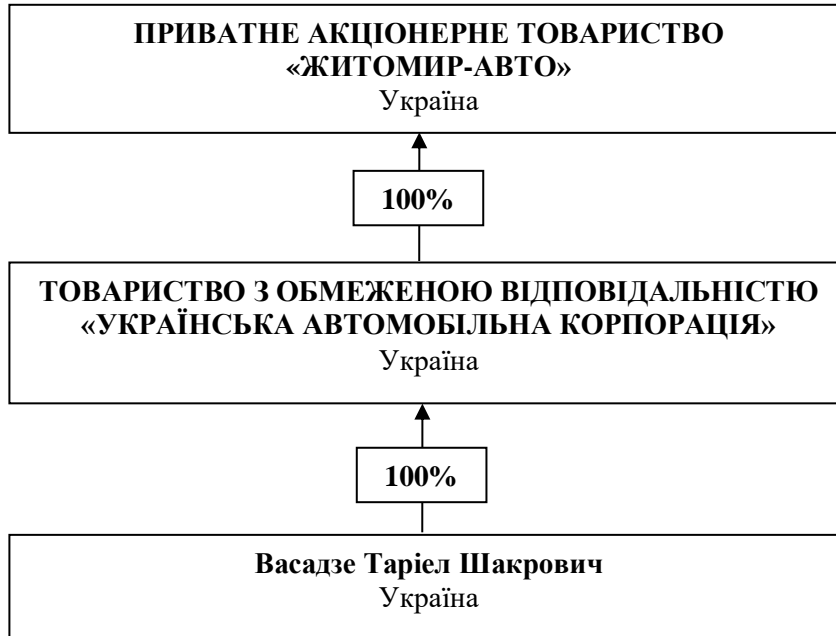 ПРИВАТНЕ АКЦІОНЕРНЕ ТОВАРИСТВО
«ЖИТОМИР-АВТО»
Україна
100%
ТОВАРИСТВО З ОБМЕЖЕНОЮ ВІДПОВІДАЛЬНІСТЮ
«УКРАЇНСЬКА АВТОМОБІЛЬНА КОРПОРАЦІЯ»
Україна
100%
Васадзе Таріел Шакрович
Україна